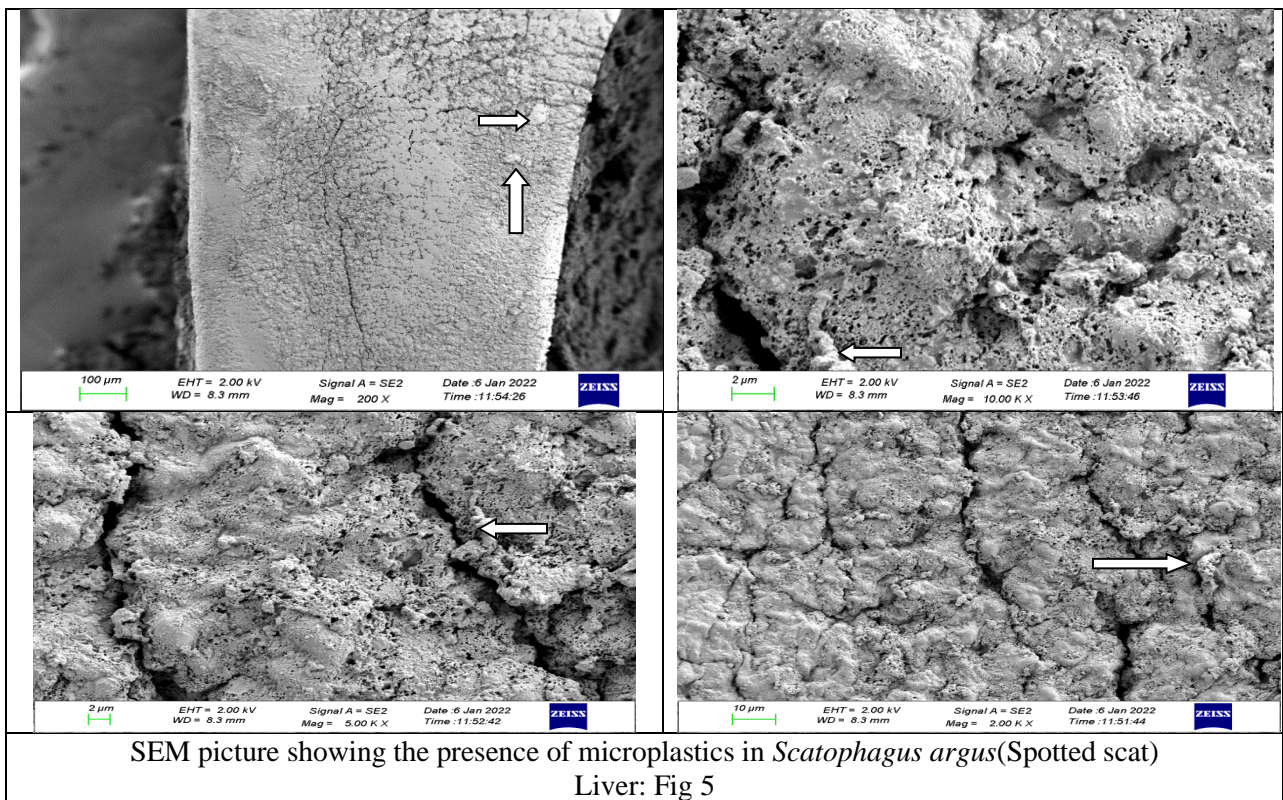 100 µm
EHT = 2.00 kV
WD = 8.3 mm
Signal A = SE2
Mag = 200 X
Date :6 Jan 2022
Time :11:54:26
ZEISS
2 µm
EHT = 2.00 kV
WD = 8.3 mm
Signal A = SE2
Mag = 10.00 K X
Date :6 Jan 2022
Time :11:53:46
ZEISS
2 µm
EHT = 2.00 kV
WD = 8.3 mm
Signal A = SE2
Mag = 5.00 K X
Date :6 Jan 2022
Time :11:52:42
ZEISS
10 µm
EHT = 2.00 kV
WD = 8.3 mm
Signal A = SE2
Mag = 2.00 K X
Date :6 Jan 2022
Time :11:51:44
ZEISS
SEM picture showing the presence of microplastics in Scatophagus argus(Spotted scat)
Liver: Fig 5